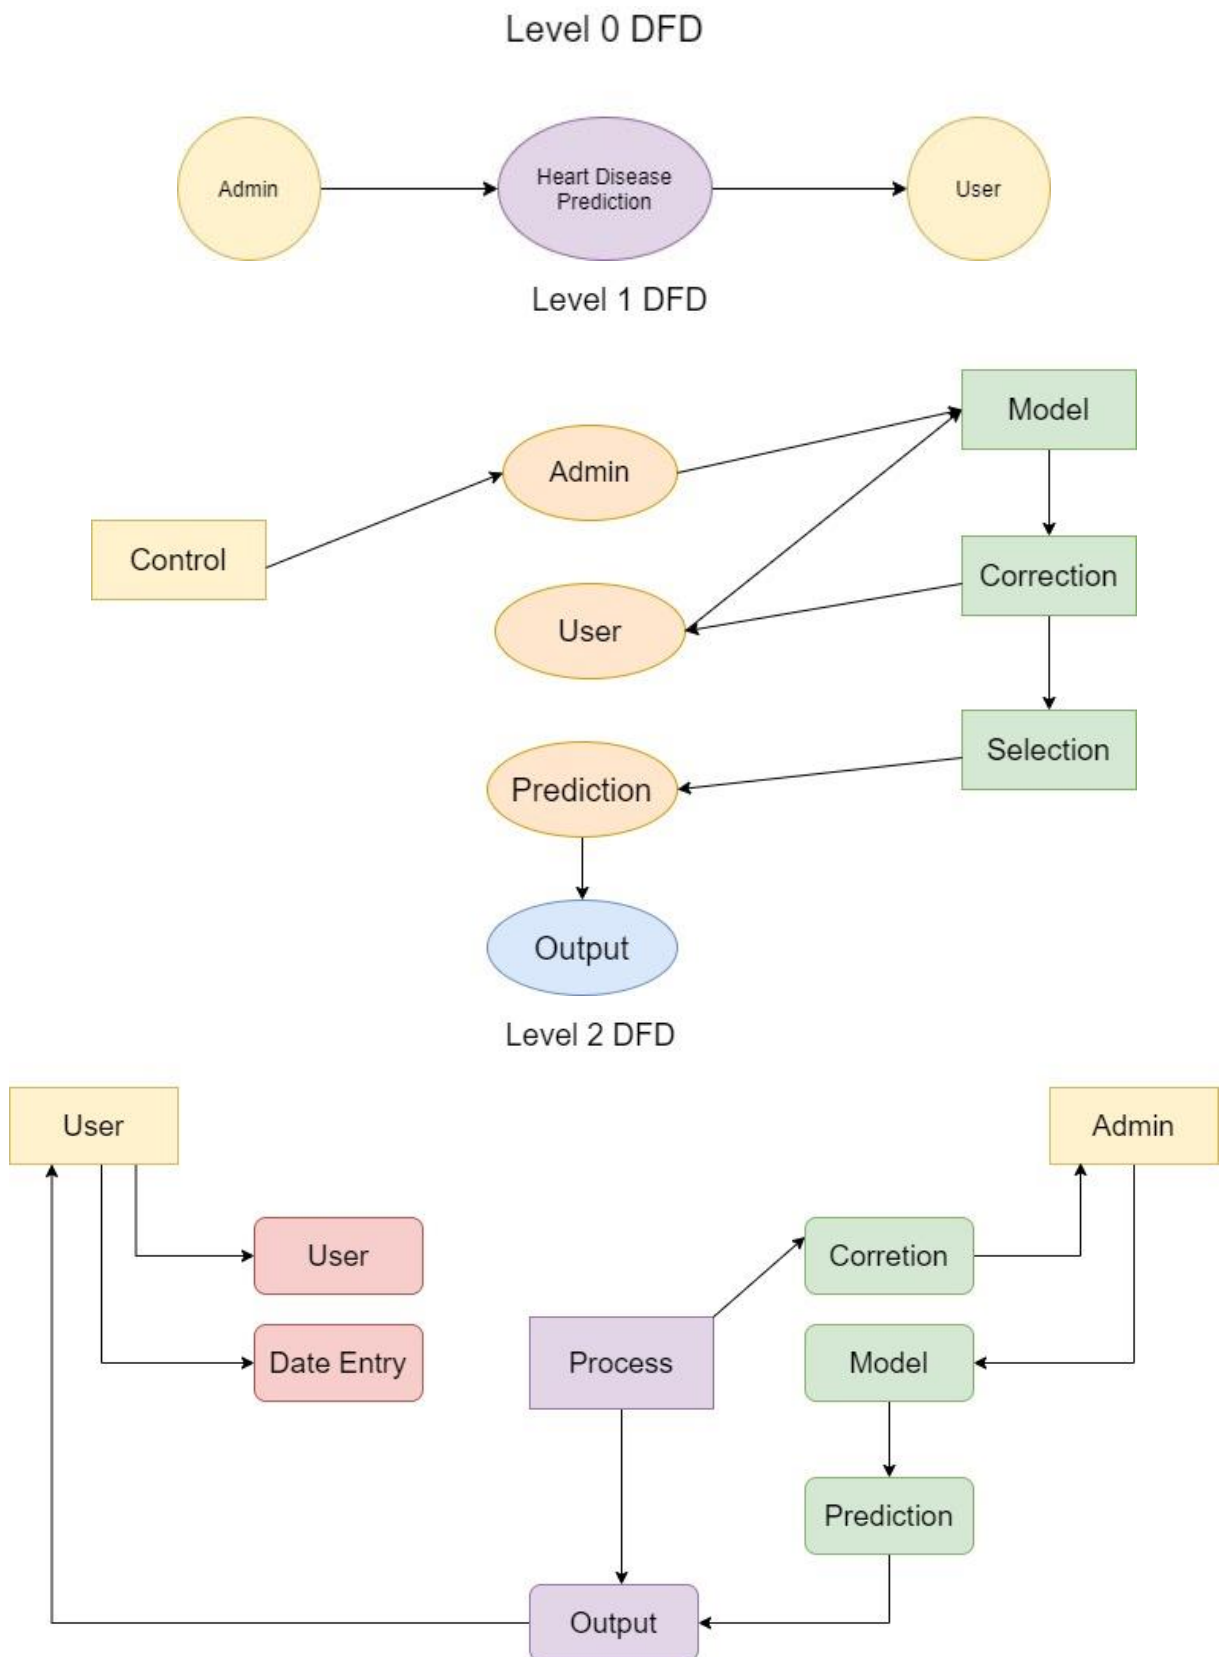 Level 0 DFD
Admin
Heart Disease
Prediction
User
Level 1 DFD
Model
Admin
Control
Correction
User
Selection
Prediction
Output
Level 2 DFD
User
Admin
User
Corretion
Date Entry
Process
Model
Prediction
Output